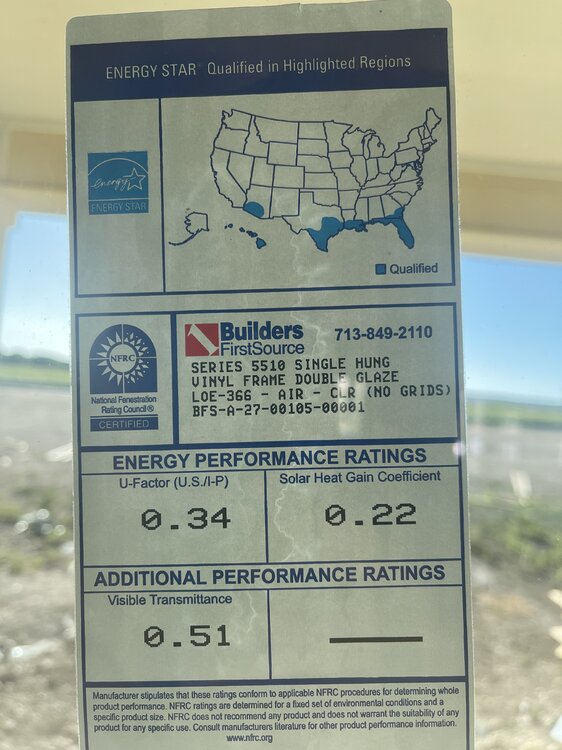 ENERGY STAR® Qualified in Highlighted Regions
energy
ENERGY STAR
Qualified
NFRC
National Fenestration
Rating Council®
CERTIFIED
Builders
FirstSource
713-849-2110
SERIES 5510 SINGLE HUNG
VINYL FRAME DOUBLE GLAZE
LOE-366 - AIR - CLR (NO GRIDS)
BFS-A-27-00105-00001
ENERGY PERFORMANCE RATINGS
U-Factor (U.S./I-P)
0.34
Solar Heat Gain Coefficient
0.22
ADDITIONAL PERFORMANCE RATINGS
Visible Transmittance
0.51
Manufacturer stipulates that these ratings conform to applicable NFRC procedures for determining whole
product performance. NFRC ratings are determined for a fixed set of environmental conditions and a
specific product size. NFRC does not recommend any product and does not warrant the suitability of any
product for any specific use. Consult manufacturers literature for other product performance information.
www.nfrc.org